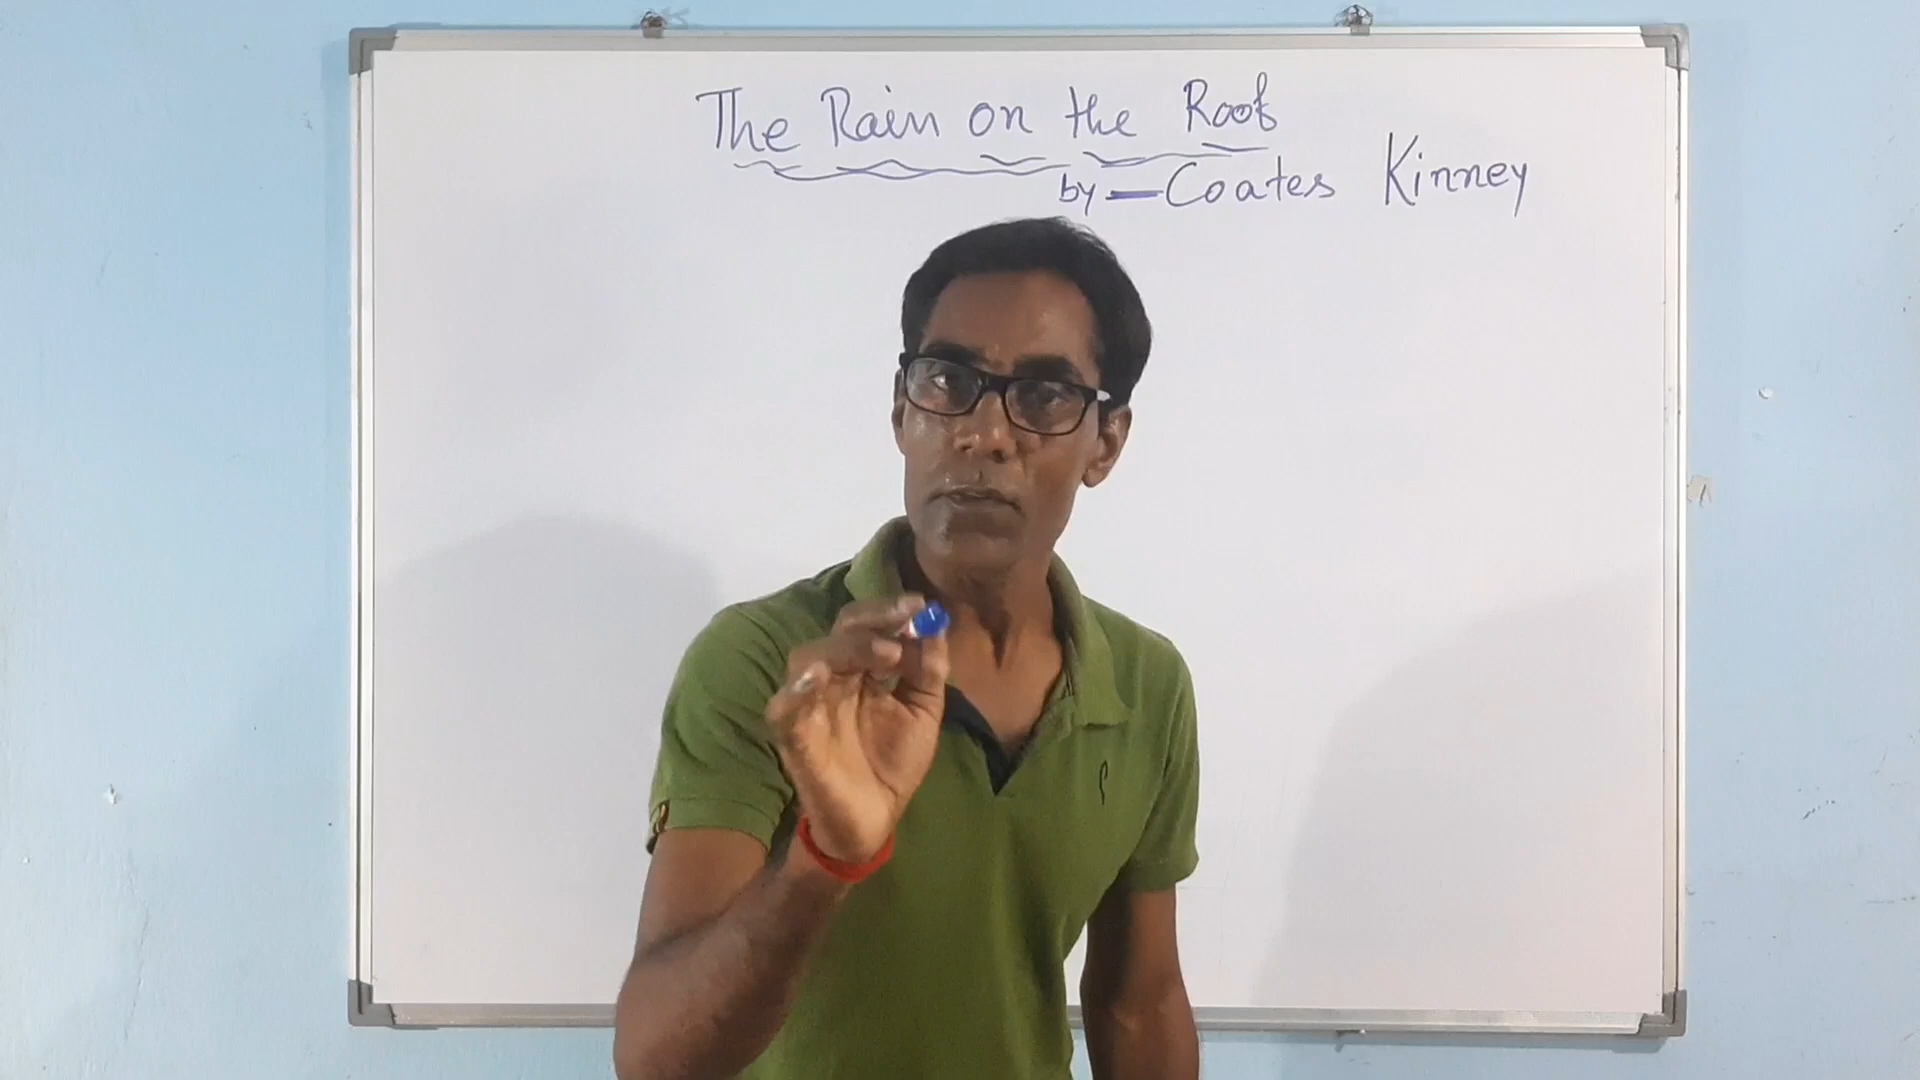 The Rain on the Roof
by — Coates Kinney